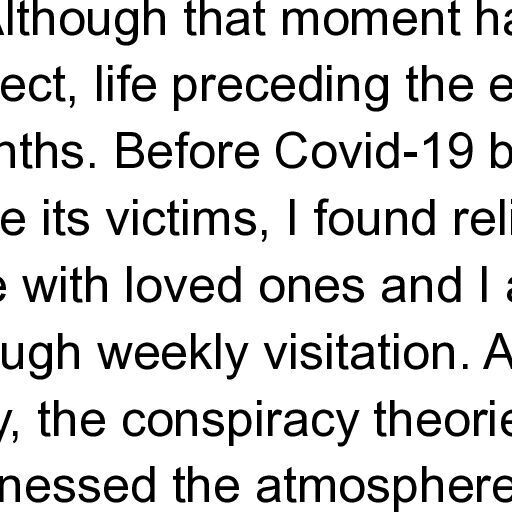 Although that moment ha
ect, life preceding the e
nths. Before Covid-19 b
e its victims, I found reli
e with loved ones and I a
ugh weekly visitation. A
y, the conspiracy theorie
nessed the atmosphere